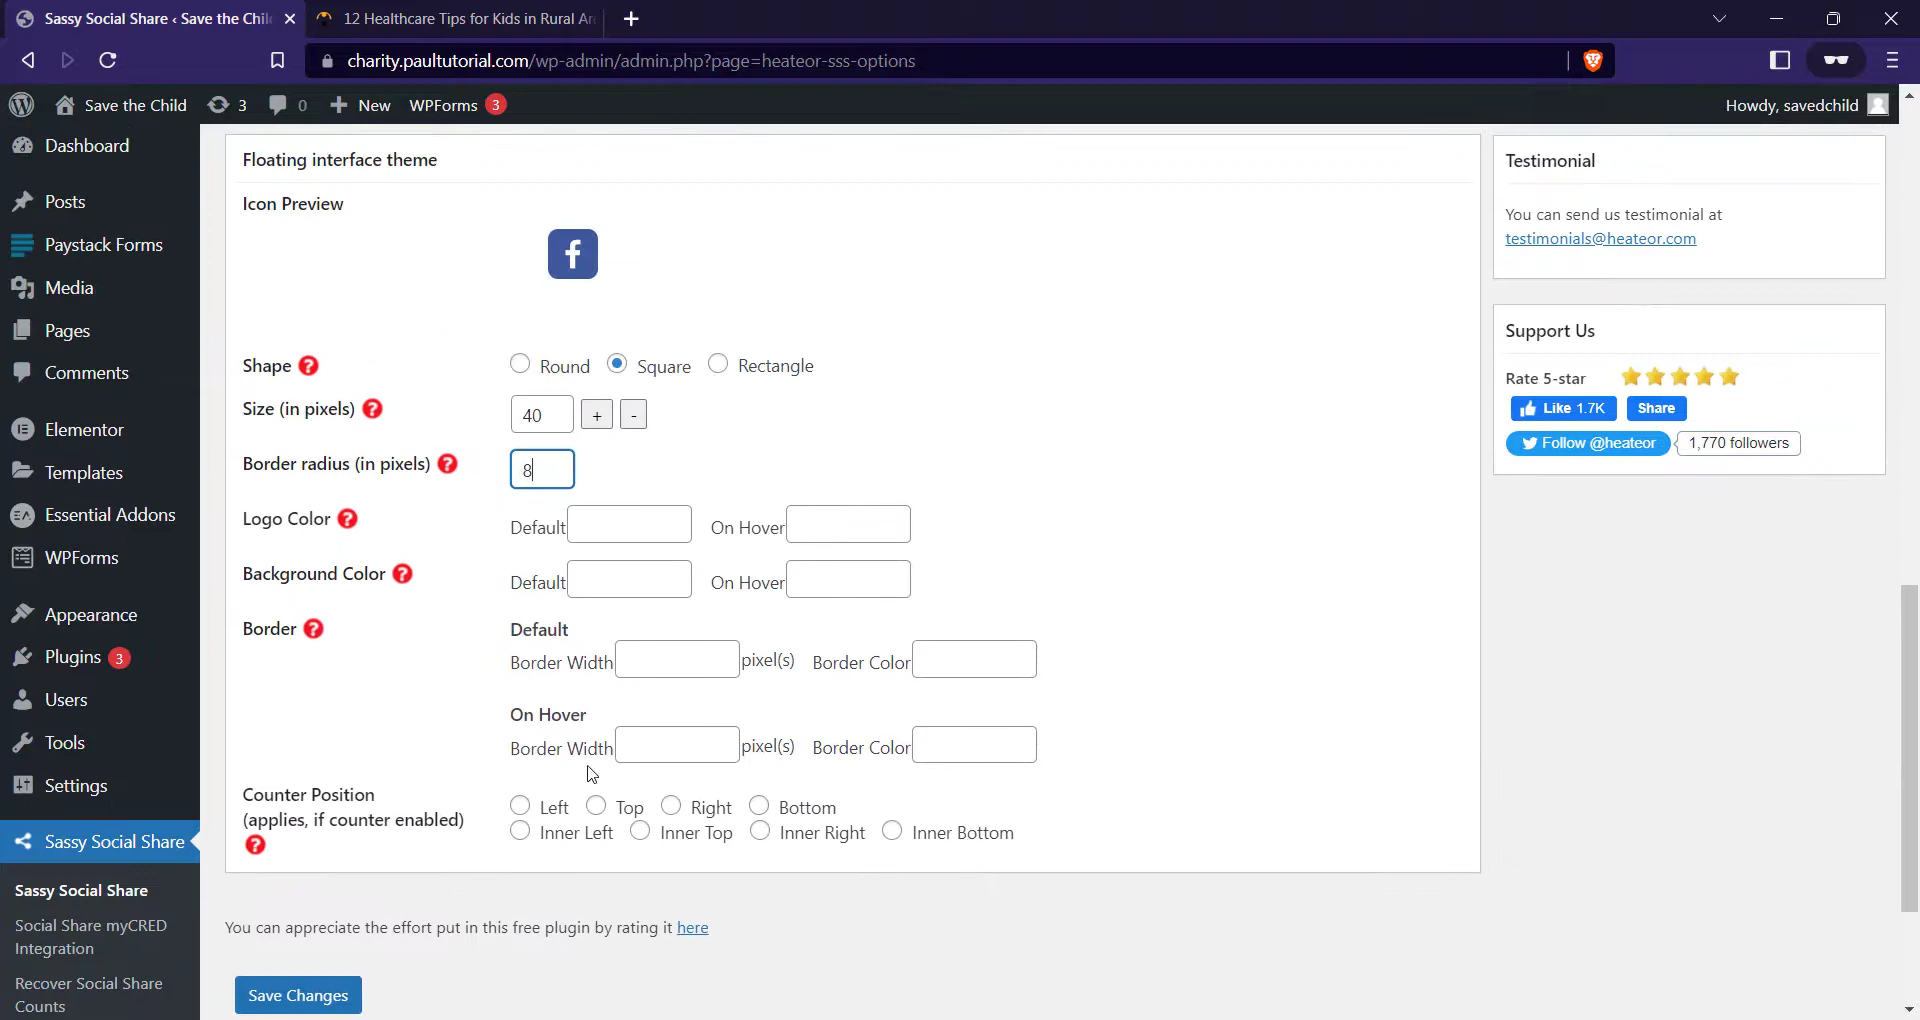 Sassy Social Share ‹ Save the Chil
12 Healthcare Tips for Kids in Rural Ar
charity.paultutorial.com/wp-admin/admin.php?page=heateor-sss-options
Save the Child 3 0 New WPForms 3
Howdy, savedchild
Dashboard
Posts
Paystack Forms
Media
Pages
Comments
Elementor
Templates
Essential Addons
WPForms
Appearance
Plugins 3
Users
Tools
Settings
Sassy Social Share
Sassy Social Share
Social Share myCRED
Integration
Recover Social Share
Counts
Floating interface theme
Icon Preview
Shape ? Round Square Rectangle
Size (in pixels) ? 40 + -
Border radius (in pixels) ? 8
Logo Color ? Default On Hover
Background Color ? Default On Hover
Border ? Default
Border Width pixel(s) Border Color
On Hover
Border Width pixel(s) Border Color
Counter Position
(applies, if counter enabled)
?
Left Top Right Bottom
Inner Left Inner Top Inner Right Inner Bottom
You can appreciate the effort put in this free plugin by rating it here
Save Changes
Testimonial
You can send us testimonial at
testimonials@heateor.com
Support Us
Rate 5-star
Like 1.7K Share
Follow @heateor 1,770 followers